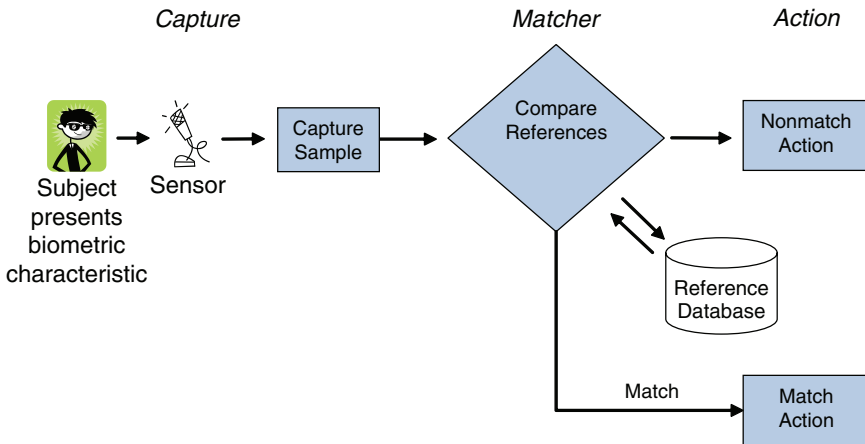 Capture
Matcher
Action
Subject
presents
biometric
characteristic
Sensor
Capture
Sample
Compare
References
Nonmatch
Action
Reference
Database
Match
Match
Action